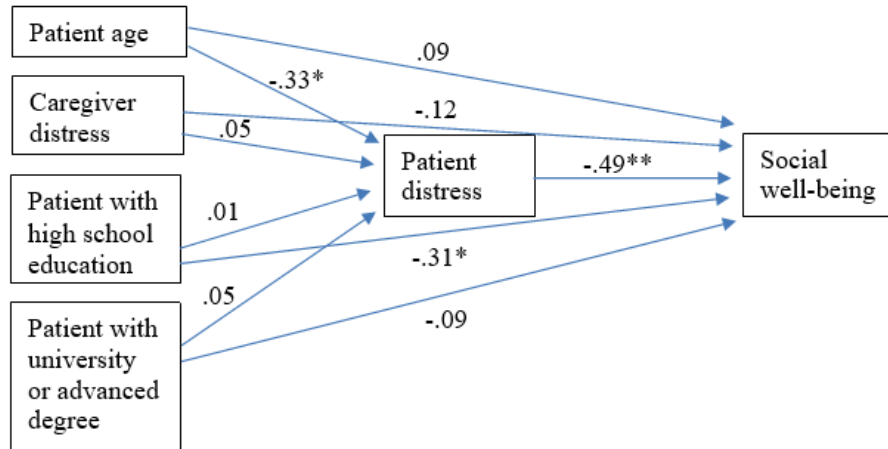 Patient age
.09
-.33*
Caregiver
distress
-.12
.05
Patient
distress
-.49**
Social
well-being
Patient with
high school
education
.01
-.31*
.05
-.09
Patient with
university
or advanced
degree